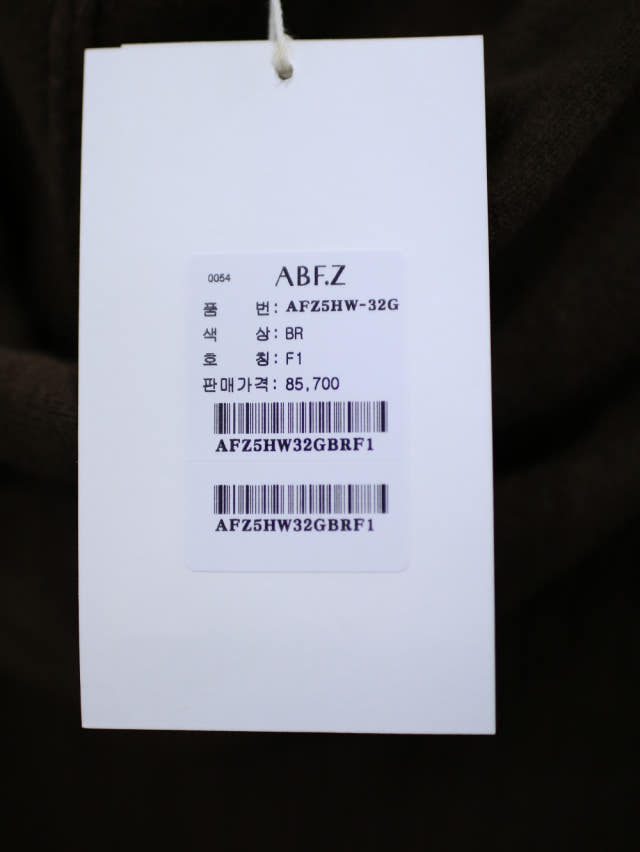 0054 ABF.Z
품 번: AFZ5HW-32G
색 상: BR
호 칭: F1
판매가격: 85,700
AFZ5HW32GBRF1
AFZ5HW32GBRF1